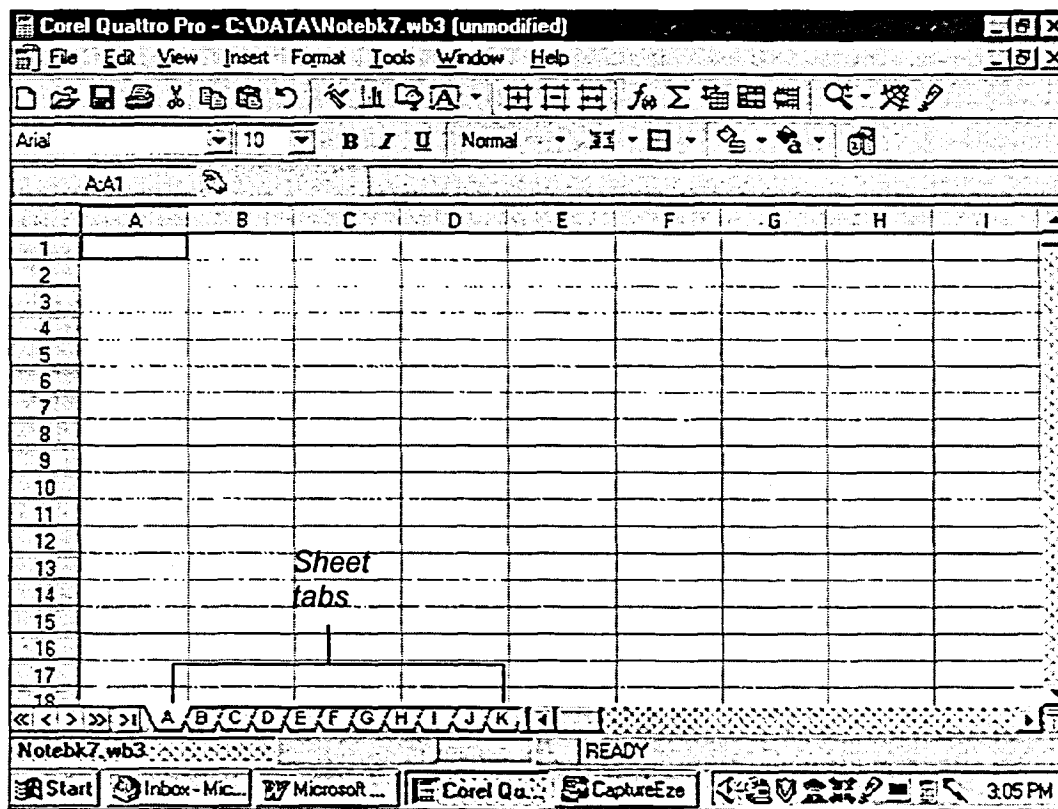 Corel Quattro Pro - C:\DATA\Notebk7.wb3 (unmodified)
File Edit View Insert Format Tools Window Help
Arial 10 B I U Normal
A:A1
A B C D E F G H I
1
2
3
4
5
6
7
8
9
10
11
12
13
14
15
16
17
18
Sheet
tabs
A B C D E F G H I J K
Notebk7.wb3 READY
Start Inbox - Mic... Microsoft ... Corel Qu... CaptureEze 3:05 PM